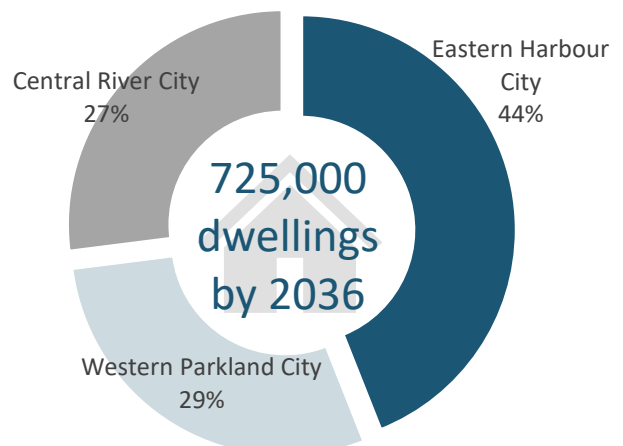 Eastern Harbour
City
44%
Central River City
27%
725,000
dwellings
by 2036
Western Parkland City
29%